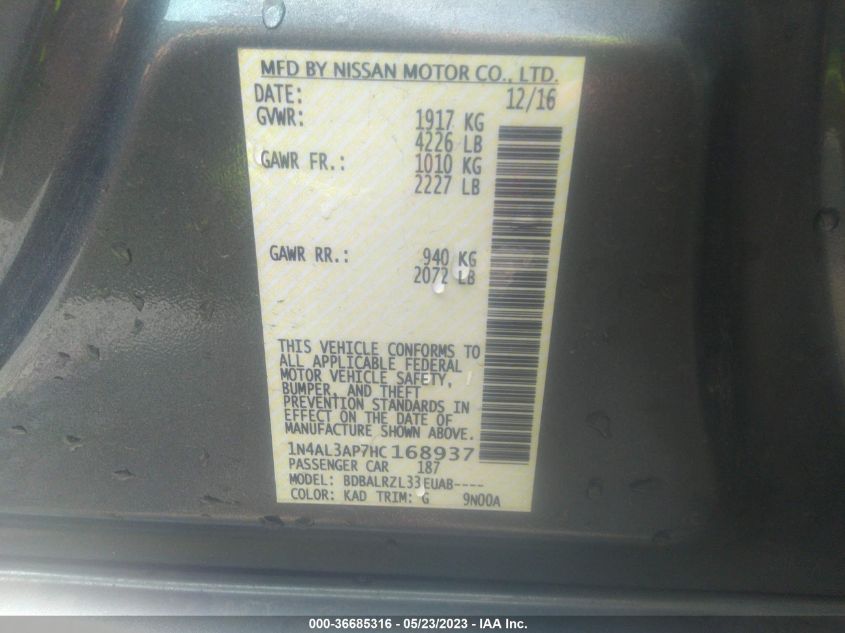 MFD BY NISSAN MOTOR CO., LTD.
DATE: 12/16
GVWR: 1917 KG
4226 LB
GAWR FR.: 1010 KG
2227 LB
GAWR RR.: 940 KG
2072 LB
THIS VEHICLE CONFORMS TO
ALL APPLICABLE FEDERAL
MOTOR VEHICLE SAFETY,
BUMPER, AND THEFT
PREVENTION STANDARDS IN
EFFECT ON THE DATE OF
MANUFACTURE SHOWN ABOVE.
1N4AL3AP7HC168937
PASSENGER CAR 187
MODEL: BDBALRZL33EUAB----
COLOR: KAD TRIM: G 9N00A
000-36685316 - 05/23/2023 - IAA Inc.